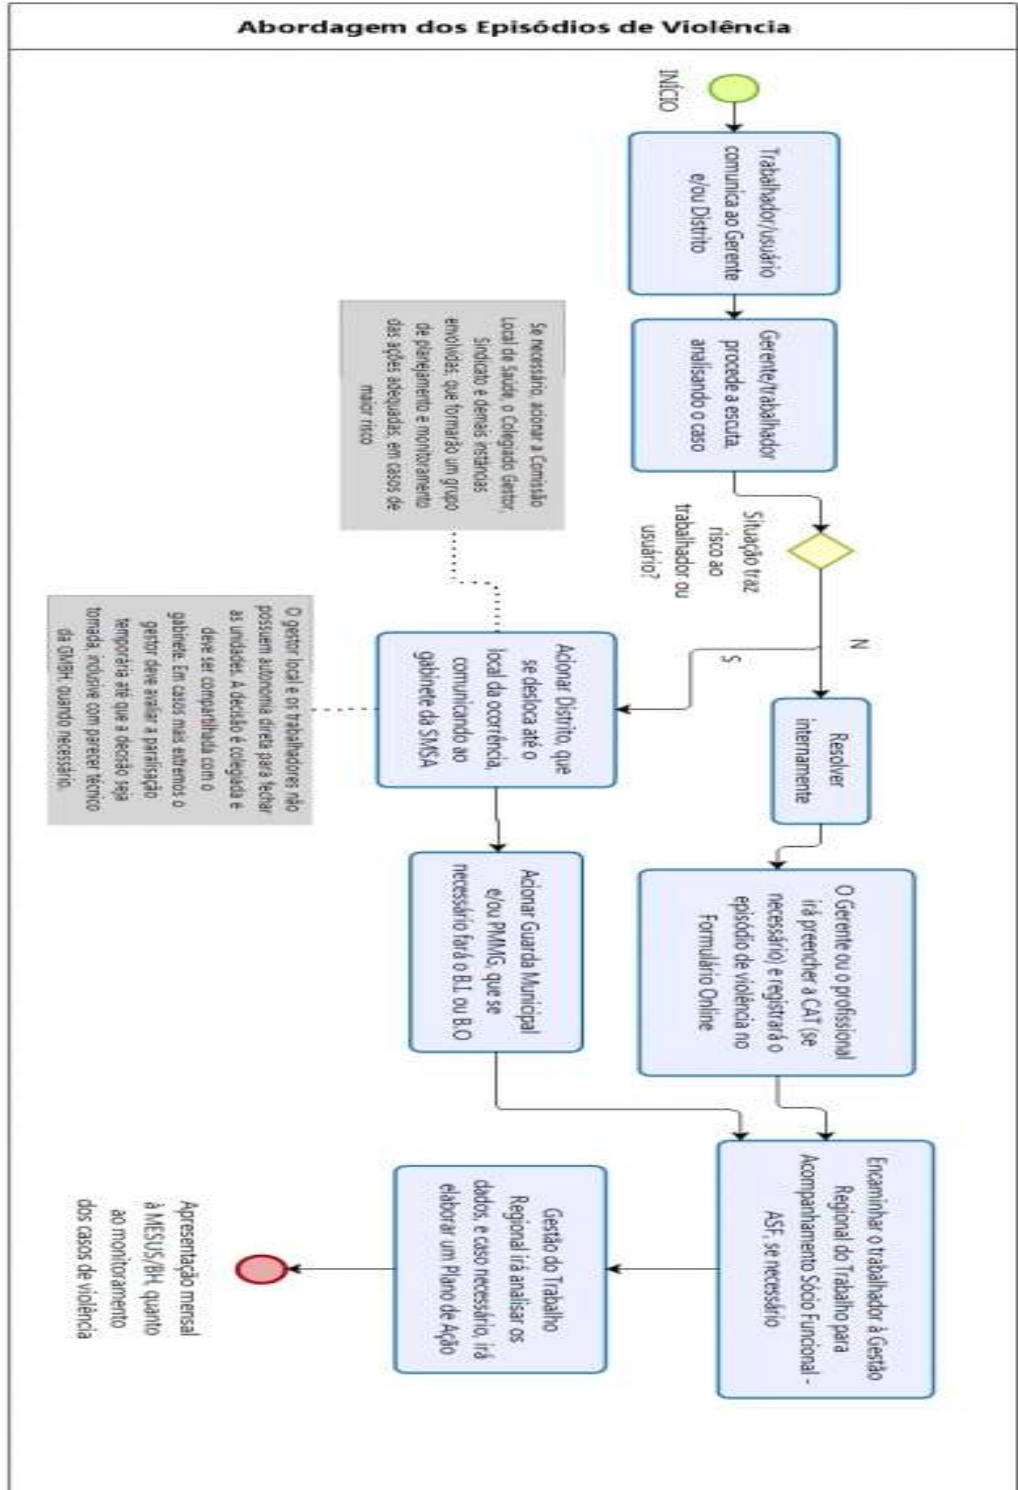 Abordagem dos Episódios de Violência
INÍCIO
Trabalhador/usuário
comunica ao Gerente
e/ou Distrito
Gerente/trabalhador
procede a escuta,
analisando o caso
Situação traz
risco ao
trabalhador ou
usuário?
N
S
Resolver
internamente
O Gerente ou o profissional
irá preencher a CAT (se
necessário) e registrará o
episódio de violência no
Formulário Online
Se necessário, acionar a Comissão
Local de Saúde, o Colegiado Gestor,
Sindicato e demais instâncias
envolvidas, que formarão um grupo
de planejamento e monitoramento
das ações adequadas, em casos de
maior risco
Acionar Distrito, que
se desloca até o
local da ocorrência,
comunicando ao
gabinete da SMSA
O gestor local e os trabalhadores não
possuem autonomia direta para fechar
as unidades. A decisão é colegiada e
deve ser compartilhada com o
gabinete. Em casos mais extremos o
gestor deve avaliar a paralisação
temporária até que a decisão seja
tomada, inclusive com parecer técnico
da GMBH, quando necessário.
Acionar Guarda Municipal
e/ou PMMG, que se
necessário fará o B.I. ou B.O
Encaminhar o trabalhador à Gestão
Regional do Trabalho para
Acompanhamento Sócio Funcional -
ASF, se necessário
Gestão do Trabalho
Regional irá analisar os
dados, e caso necessário, irá
elaborar um Plano de Ação
Apresentação mensal
à MESUS/BH, quanto
ao monitoramento
dos casos de violência